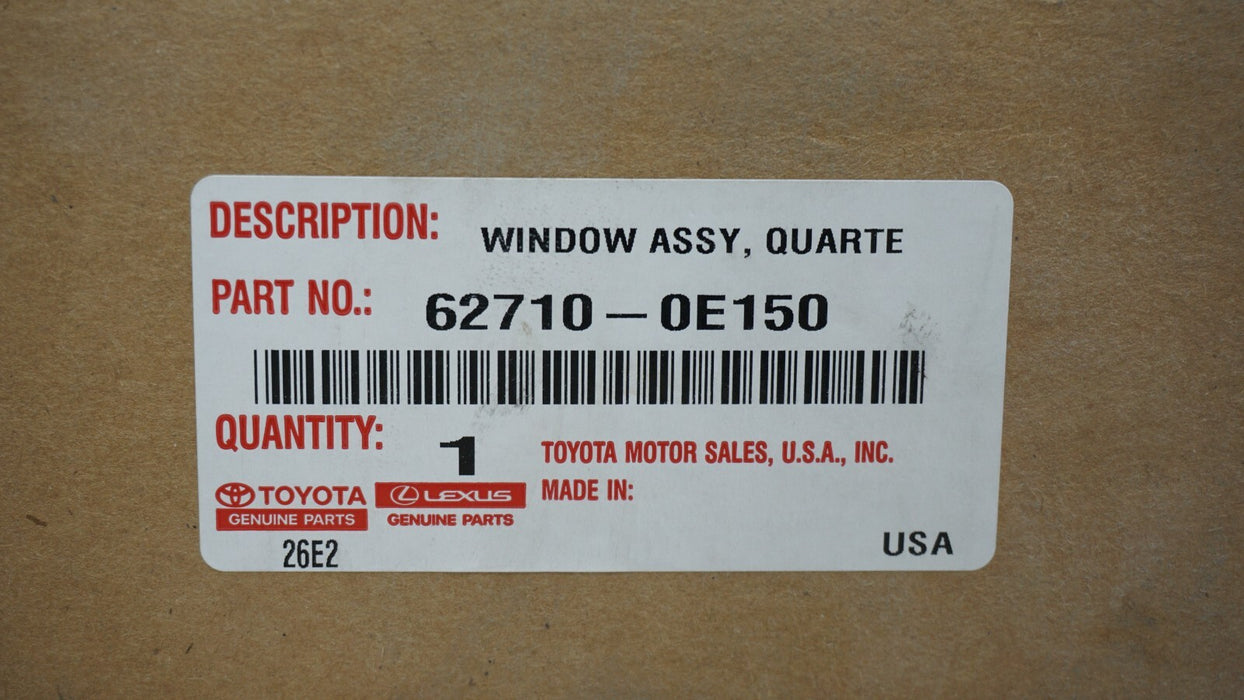 DESCRIPTION: WINDOW ASSY, QUARTE
PART NO.: 62710-0E150
QUANTITY: 1
TOYOTA MOTOR SALES, U.S.A., INC.
MADE IN:
TOYOTA
GENUINE PARTS
LEXUS
GENUINE PARTS
26E2
USA